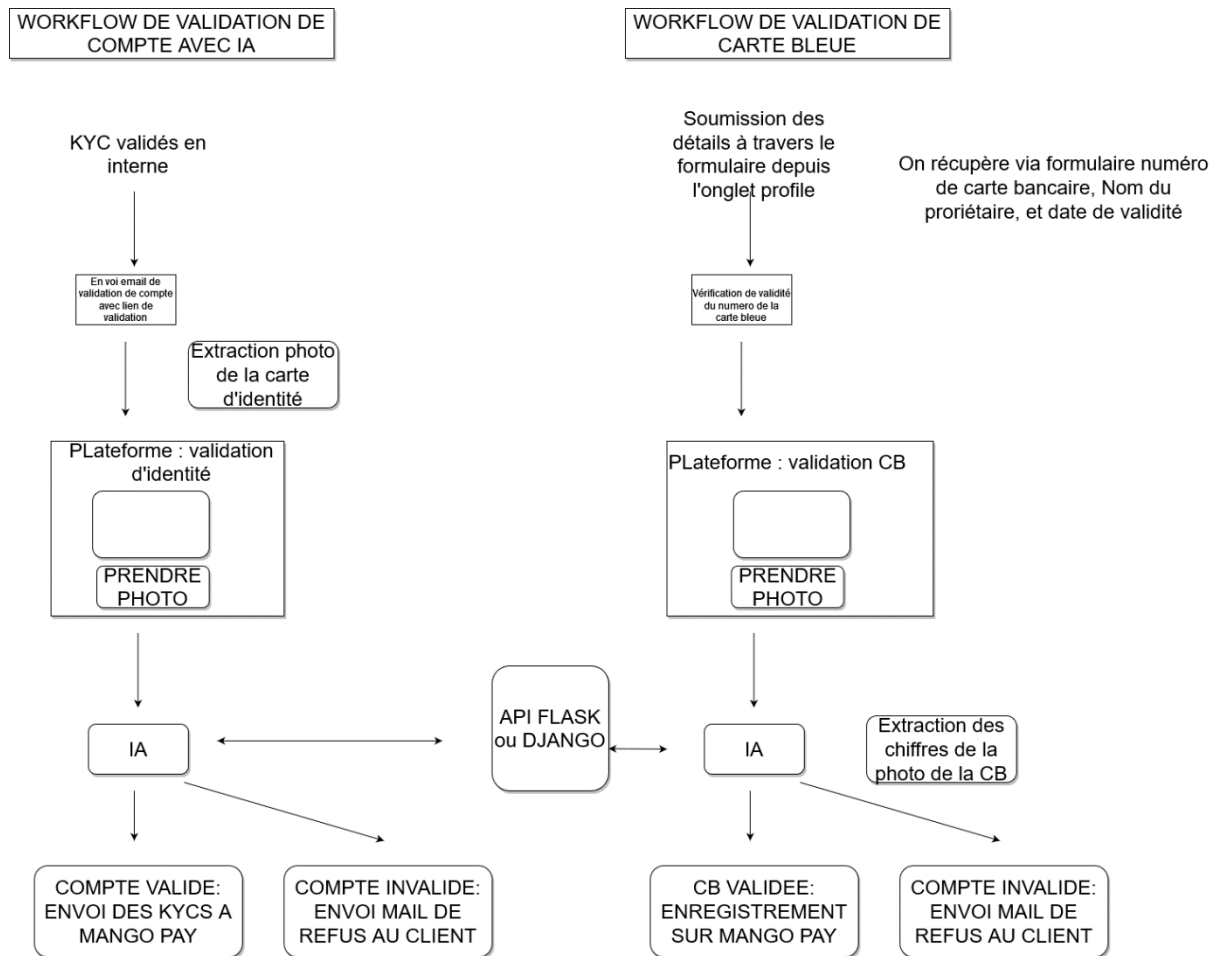 WORKFLOW DE VALIDATION DE
COMPTE AVEC IA
WORKFLOW DE VALIDATION DE
CARTE BLEUE
KYC validés en
interne
Soumission des
détails à travers le
formulaire depuis
l'onglet profile
On récupère via formulaire numéro
de carte bancaire, Nom du
proriétaire, et date de validité
En voi email de
validation de compte
avec lien de
validation
Vérification de validité
du numero de la
carte bleue
Extraction photo
de la carte
d'identité
PLateforme : validation
d'identité
PRENDRE
PHOTO
PLateforme : validation CB
PRENDRE
PHOTO
IA
API FLASK
ou DJANGO
IA
Extraction des
chiffres de la
photo de la CB
COMPTE VALIDE:
ENVOI DES KYCS A
MANGO PAY
COMPTE INVALIDE:
ENVOI MAIL DE
REFUS AU CLIENT
CB VALIDEE:
ENREGISTREMENT
SUR MANGO PAY
COMPTE INVALIDE:
ENVOI MAIL DE
REFUS AU CLIENT